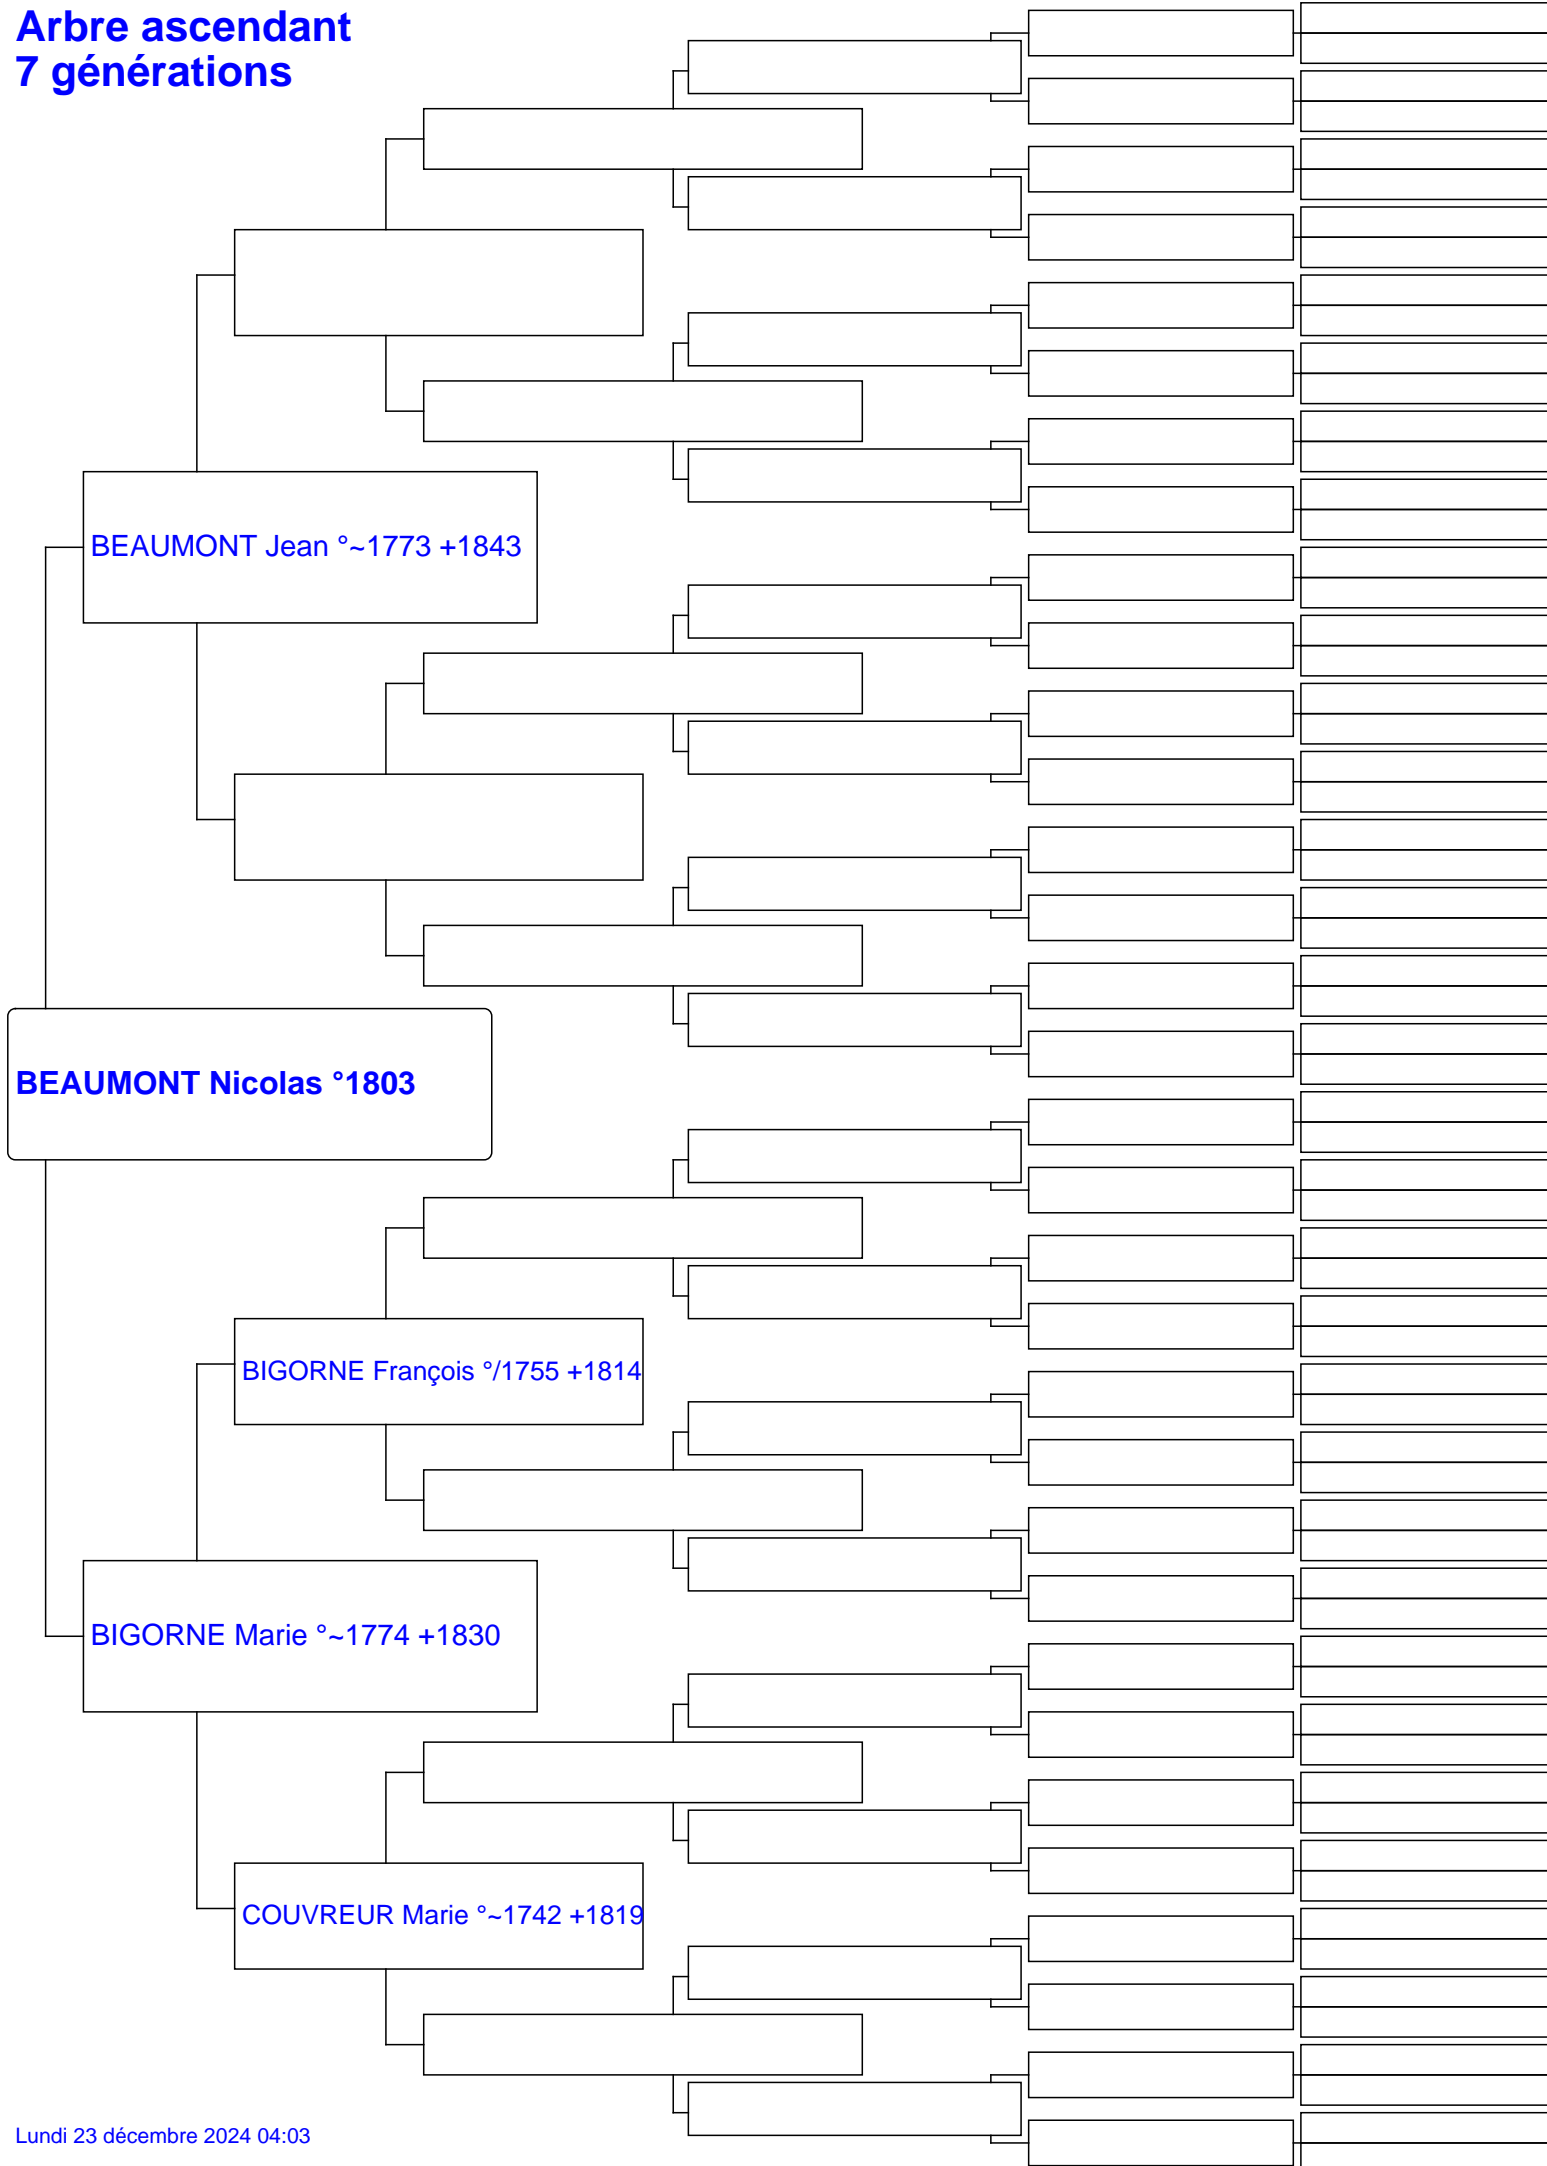 Arbre ascendant
7 générations
BEAUMONT Jean °~1773 +1843
BEAUMONT Nicolas °1803
BIGORNE François °/1755 +1814
BIGORNE Marie °~1774 +1830
COUVREUR Marie °~1742 +1819
Lundi 23 décembre 2024 04:03